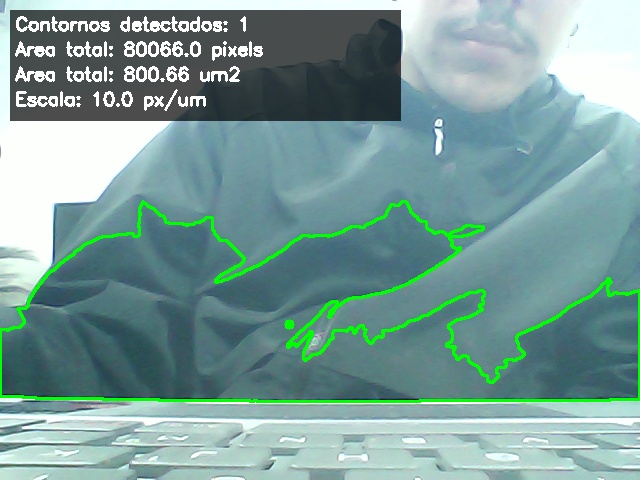 Contornos detectados: 1
Area total: 80066.0 pixels
Area total: 800.66 um2
Escala: 10.0 px/um